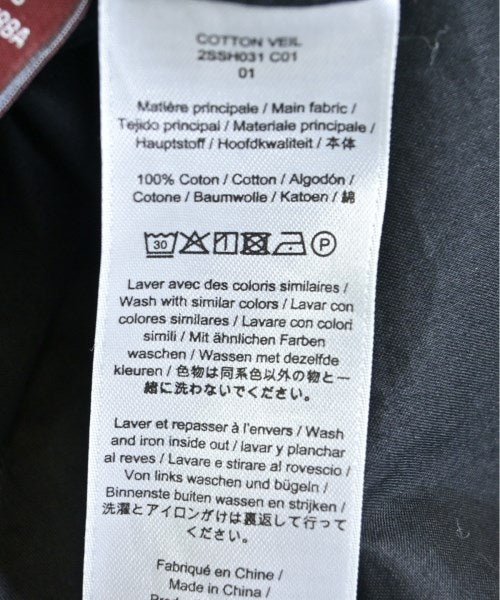 98A
COTTON VEIL
2SSH031 C01
01
Matière principale / Main fabric /
Tejido principal / Materiale principale /
Hauptstoff / Hoofdkwaliteit / 本体
100% Coton / Cotton / Algodón /
Cotone / Baumwolle / Katoen / 綿
30 P
Laver avec des coloris similaires /
Wash with similar colors / Lavar con
colores similares / Lavare con colori
simili / Mit ähnlichen Farben
waschen / Wassen met dezelfde
kleuren / 色物は同系色以外の物と一
緒に洗わないでください。
Laver et repasser à l'envers / Wash
and iron inside out / lavar y planchar
al reves / Lavare e stirare al rovescio /
Von links waschen und bügeln /
Binnenste buiten wassen en strijken /
洗濯とアイロンがけは裏返して行って
ください。
Fabriqué en Chine /
Made in China /